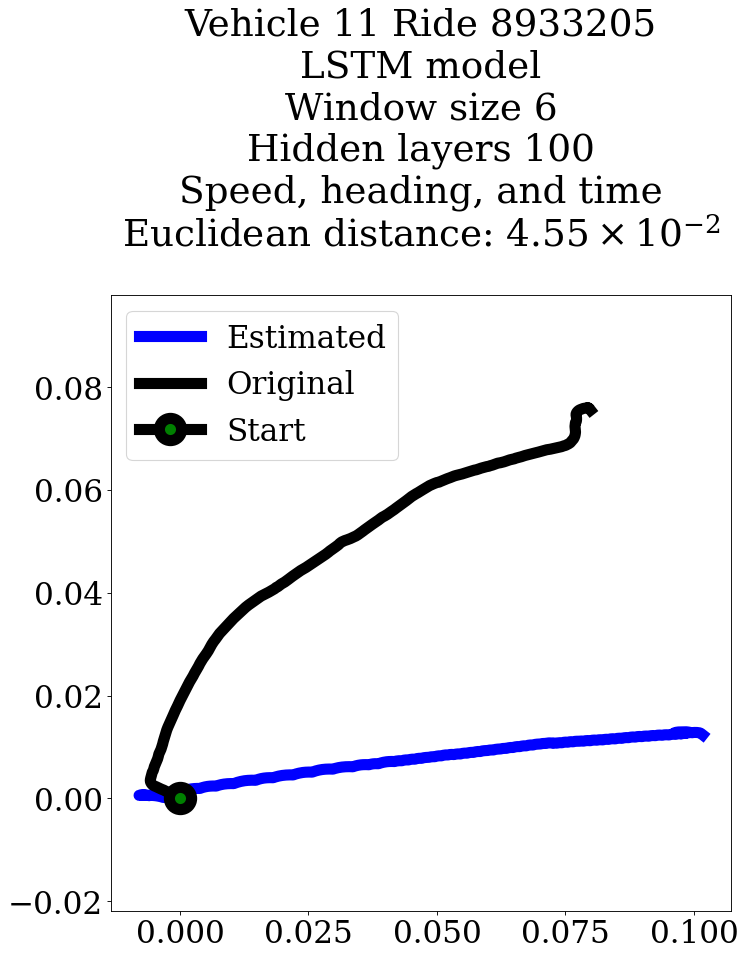 Vehicle 11 Ride 8933205
LSTM model
Window size 6
Hidden layers 100
Speed, heading, and time
Euclidean distance: 4.55 × 10⁻²
Estimated
Original
Start
0.08
0.06
0.04
0.02
0.00
−0.02
0.000 0.025 0.050 0.075 0.100